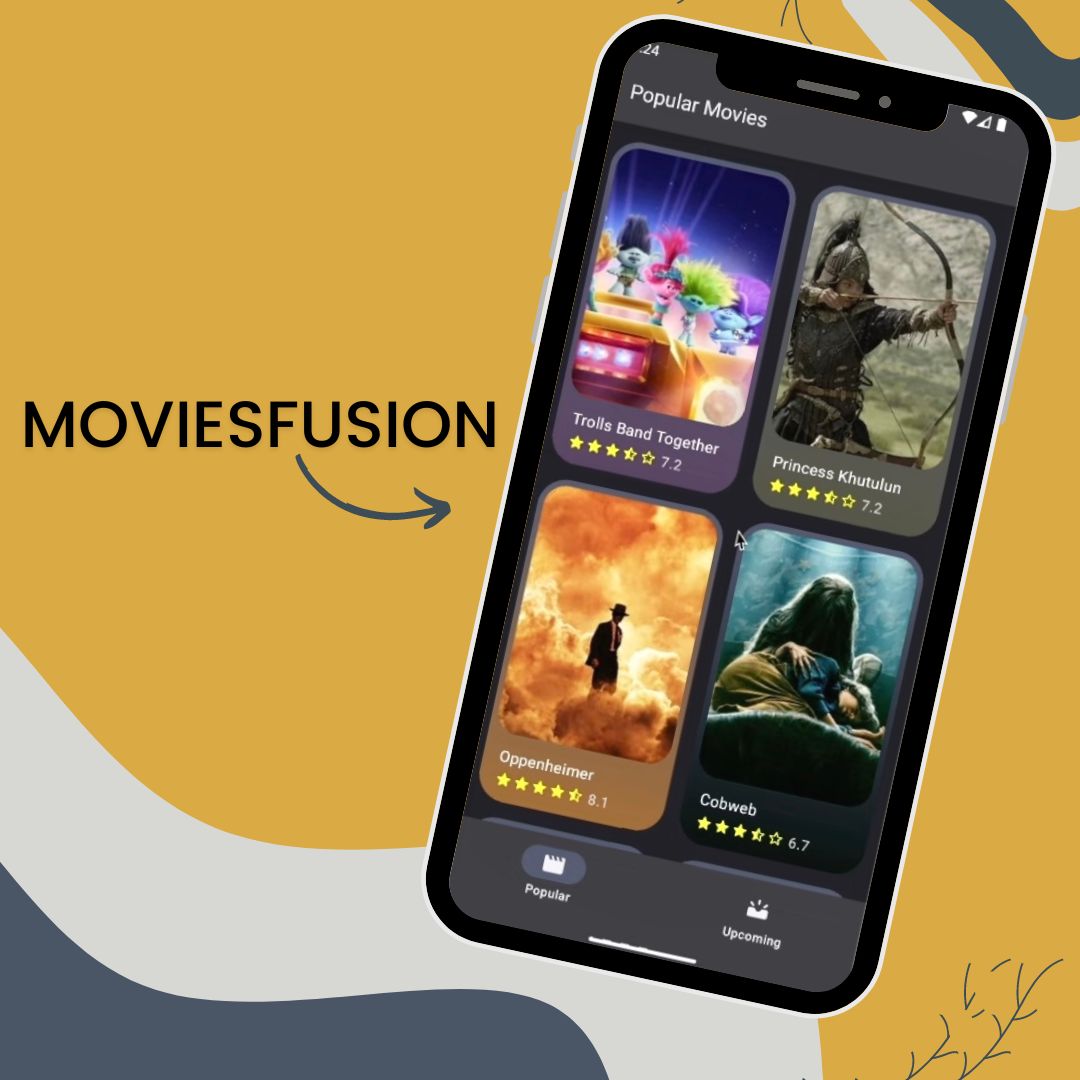 :24
Popular Movies
MOVIESFUSION
Trolls Band Together
7.2
Princess Khutulun
7.2
Oppenheimer
8.1
Cobweb
6.7
Popular
Upcoming